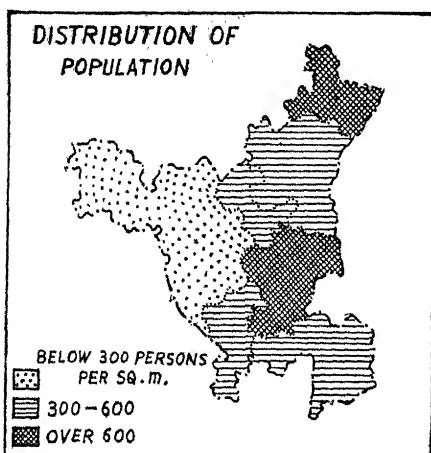 DISTRIBUTION OF
POPULATION
BELOW 300 PERSONS
PER SQ.m.
300-600
OVER 600